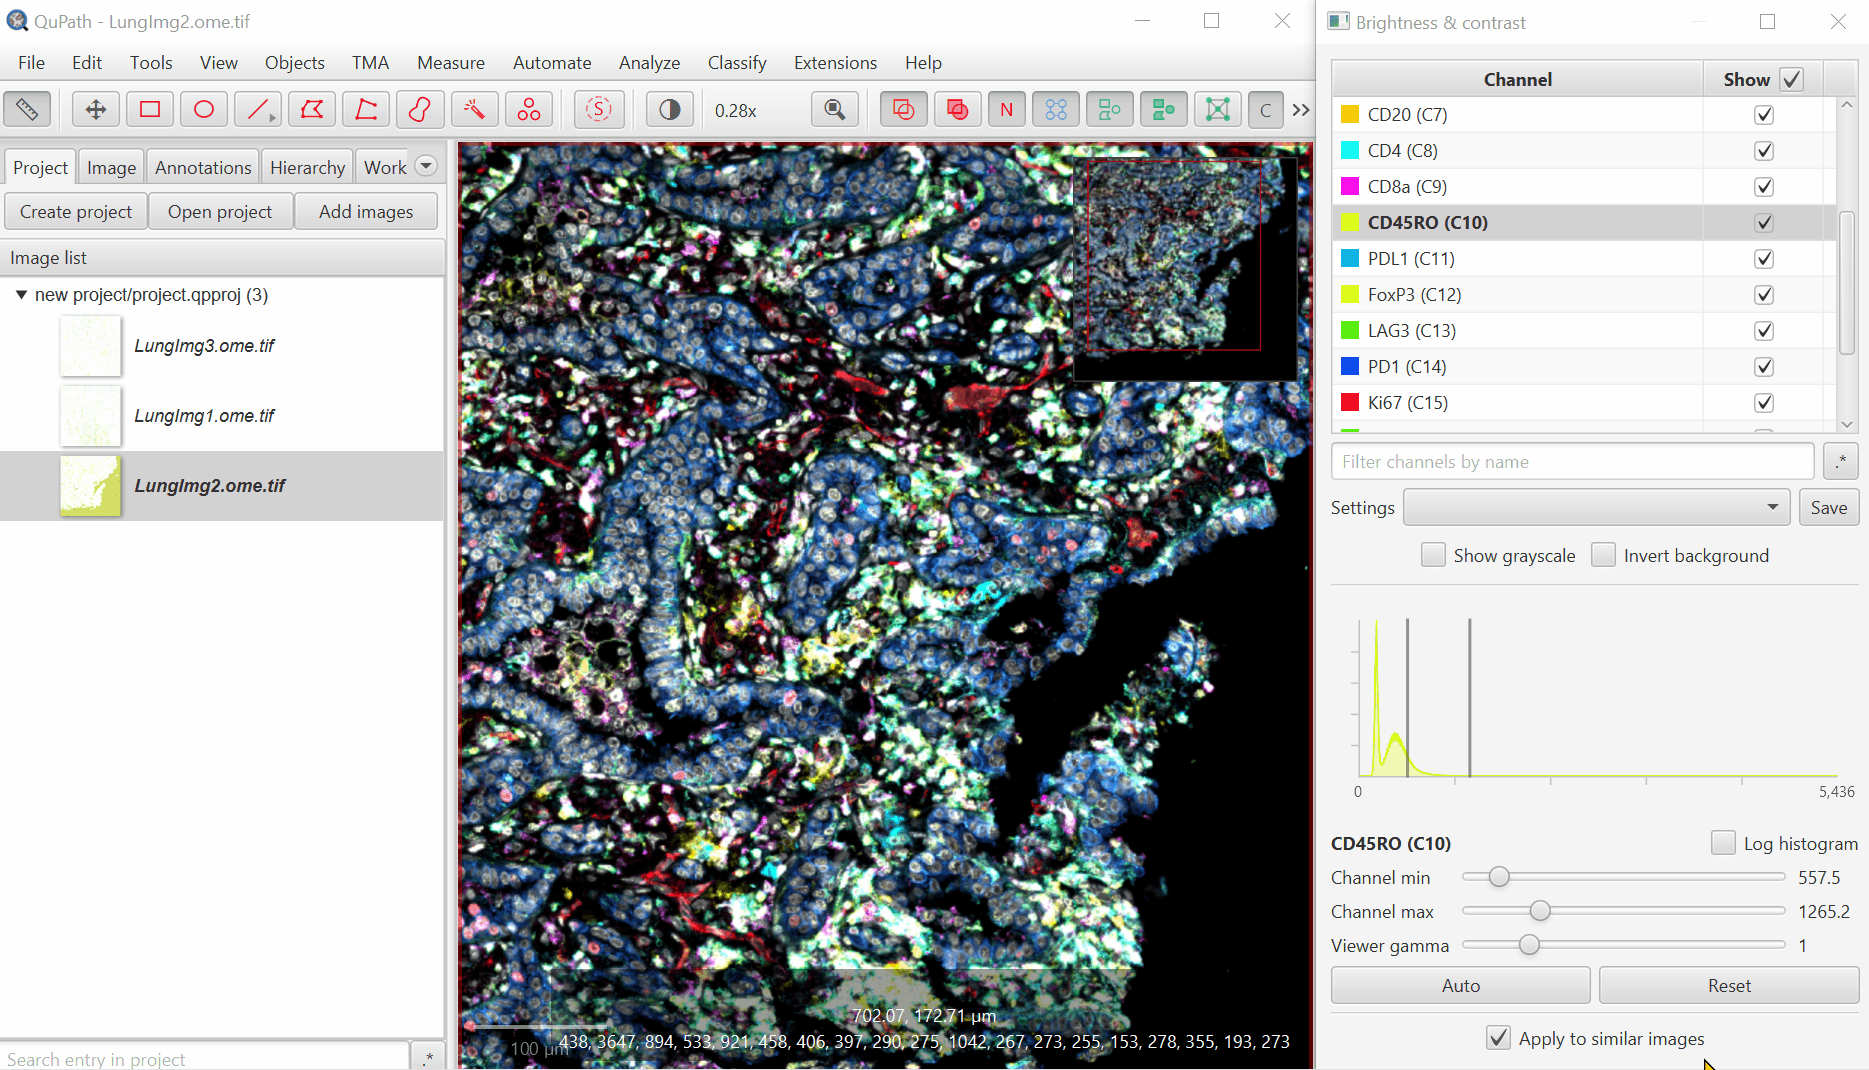 QuPath - LungImg2.ome.tif
File Edit Tools View Objects TMA Measure Automate Analyze Classify Extensions Help
S 0.28x N C
Project Image Annotations Hierarchy Work
Create project Open project Add images
Image list
new project/project.qpproj (3)
LungImg3.ome.tif
LungImg1.ome.tif
LungImg2.ome.tif
Search entry in project .*
702.07, 172.71 µm
438, 3647, 894, 533, 921, 458, 406, 397, 290, 275, 1042, 267, 273, 255, 153, 278, 355, 193, 273
100 µm
Brightness & contrast
Channel Show
CD20 (C7)
CD4 (C8)
CD8a (C9)
CD45RO (C10)
PDL1 (C11)
FoxP3 (C12)
LAG3 (C13)
PD1 (C14)
Ki67 (C15)
Filter channels by name .*
Settings Save
Show grayscale Invert background
0 5,436
CD45RO (C10) Log histogram
Channel min 557.5
Channel max 1265.2
Viewer gamma 1
Auto Reset
Apply to similar images